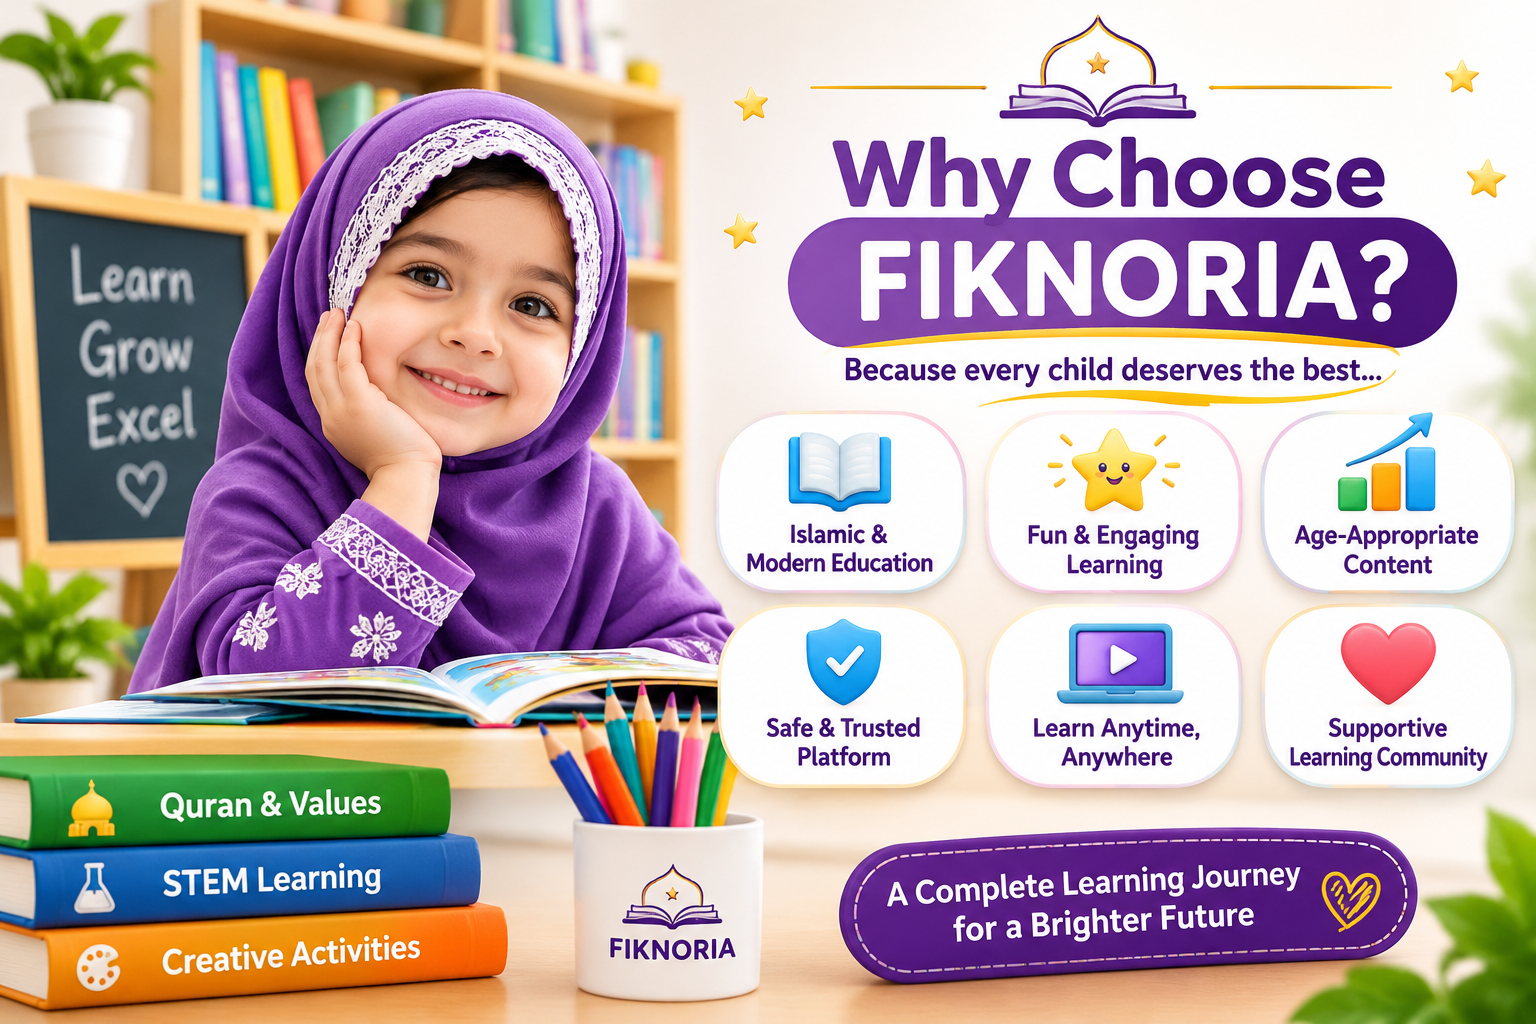 Learn
Grow
Excel
Why Choose
FIKNORIA?
Because every child deserves the best...
Islamic &
Modern Education
Fun & Engaging
Learning
Age-Appropriate
Content
Safe & Trusted
Platform
Learn Anytime,
Anywhere
Supportive
Learning Community
Quran & Values
STEM Learning
Creative Activities
FIKNORIA
A Complete Learning Journey
for a Brighter Future